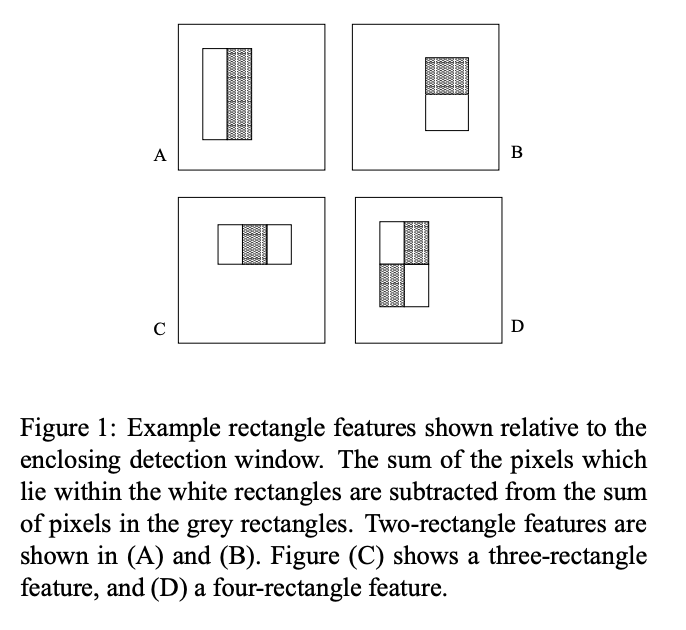 A
B
C
D
Figure 1: Example rectangle features shown relative to the
enclosing detection window. The sum of the pixels which
lie within the white rectangles are subtracted from the sum
of pixels in the grey rectangles. Two-rectangle features are
shown in (A) and (B). Figure (C) shows a three-rectangle
feature, and (D) a four-rectangle feature.